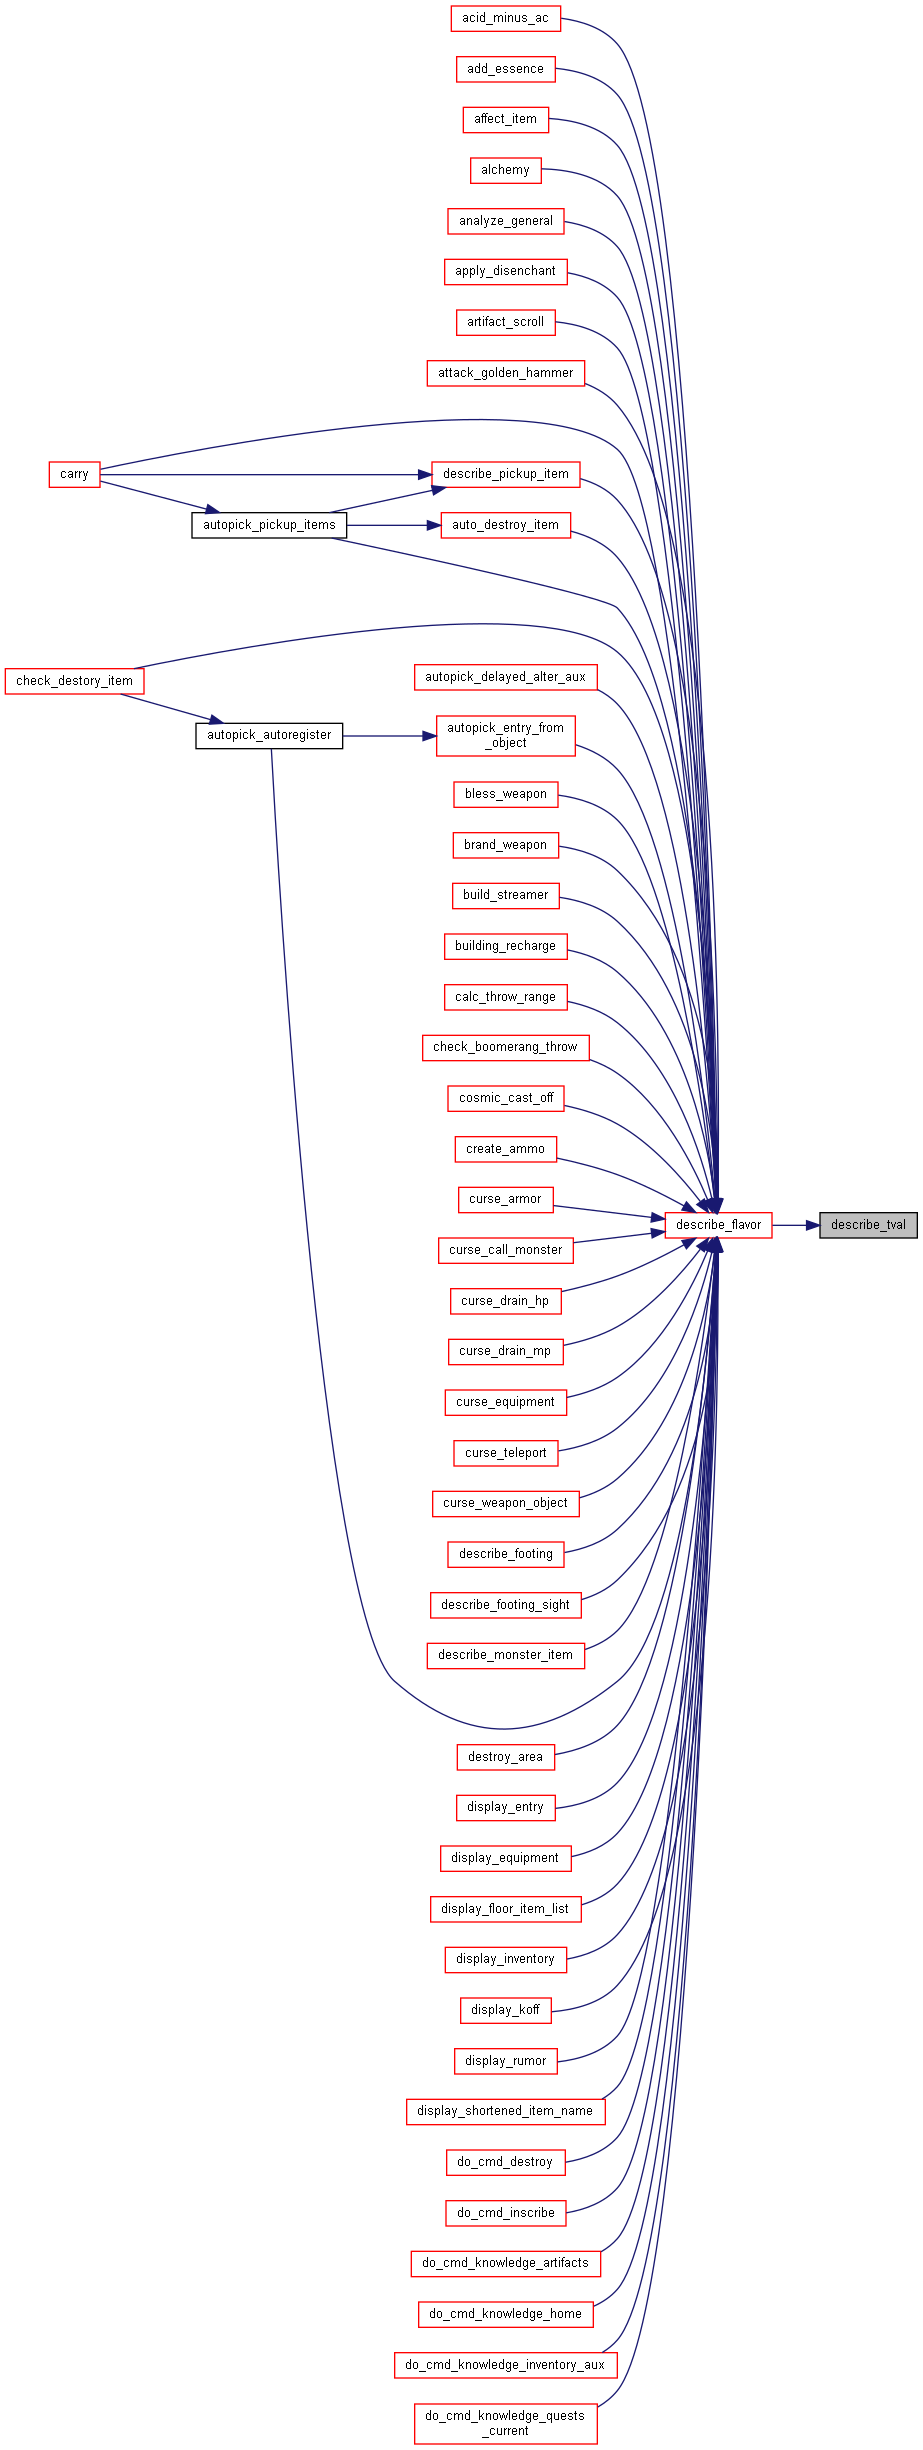 acid_minus_ac
add_essence
affect_item
alchemy
analyze_general
apply_disenchant
artifact_scroll
attack_golden_hammer
carry
describe_pickup_item
autopick_pickup_items
auto_destroy_item
check_destory_item
autopick_delayed_alter_aux
autopick_autoregister
autopick_entry_from
_object
bless_weapon
brand_weapon
build_streamer
building_recharge
calc_throw_range
check_boomerang_throw
cosmic_cast_off
create_ammo
curse_armor
describe_flavor
describe_tval
curse_call_monster
curse_drain_hp
curse_drain_mp
curse_equipment
curse_teleport
curse_weapon_object
describe_footing
describe_footing_sight
describe_monster_item
destroy_area
display_entry
display_equipment
display_floor_item_list
display_inventory
display_koff
display_rumor
display_shortened_item_name
do_cmd_destroy
do_cmd_inscribe
do_cmd_knowledge_artifacts
do_cmd_knowledge_home
do_cmd_knowledge_inventory_aux
do_cmd_knowledge_quests
_current